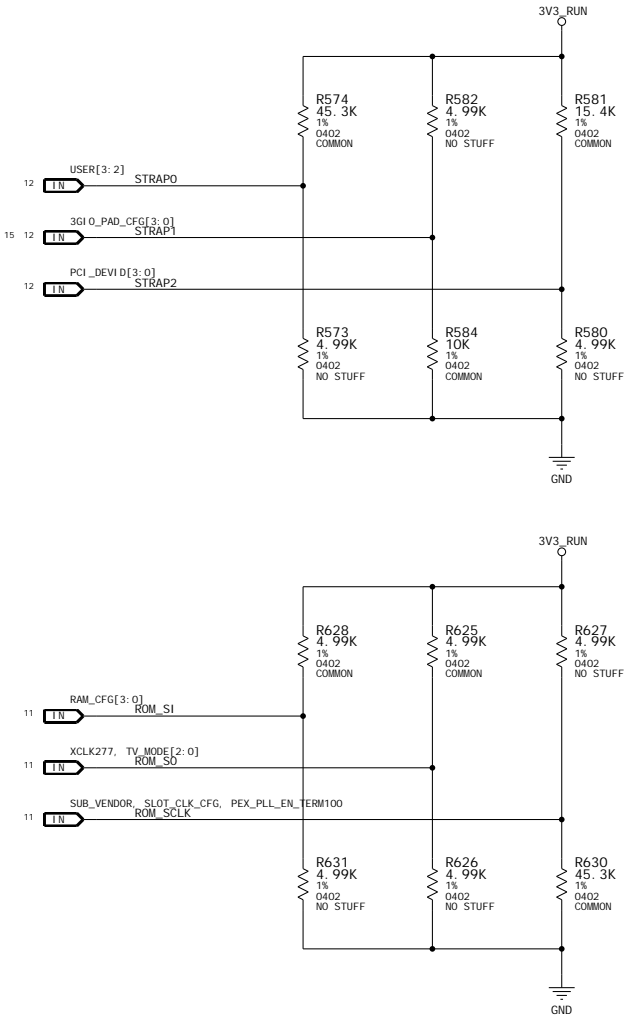 3V3_RUN
R574
45.3K
1%
0402
COMMON
R582
4.99K
1%
0402
NO STUFF
R581
15.4K
1%
0402
COMMON
USER[3:2]
12 IN STRAP0
3GIO_PAD_CFG[3:0]
15 12 IN STRAP1
PCI_DEVID[3:0]
12 IN STRAP2
R573
4.99K
1%
0402
NO STUFF
R584
10K
1%
0402
COMMON
R580
4.99K
1%
0402
NO STUFF
GND
3V3_RUN
R628
4.99K
1%
0402
COMMON
R625
4.99K
1%
0402
COMMON
R627
4.99K
1%
0402
NO STUFF
RAM_CFG[3:0]
11 IN ROM_SI
XCLK277, TV_MODE[2:0]
11 IN ROM_SO
SUB_VENDOR, SLOT_CLK_CFG, PEX_PLL_EN_TERM100
11 IN ROM_SCLK
R631
4.99K
1%
0402
NO STUFF
R626
4.99K
1%
0402
NO STUFF
R630
45.3K
1%
0402
COMMON
GND